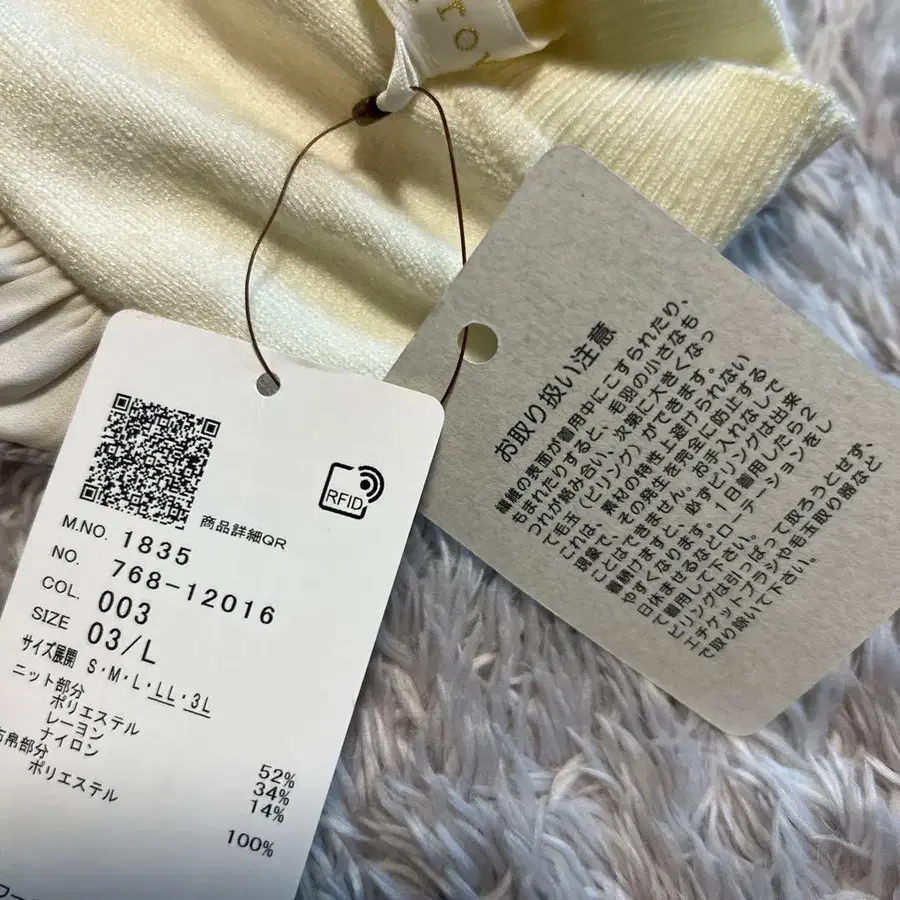 ro
商品詳細QR
RFID
M.NO. 1835
NO. 768-12016
COL. 003
SIZE 03/L
サイズ展開 S・M・L・LL・3L
ニット部分
ポリエステル 52%
レーヨン 34%
ナイロン 14%
布帛部分
ポリエステル 100%
お取り扱い注意
繊維の表面が着用中にこすられたり、
もまれたりすると、毛羽の小さなも
つれが絡み合い、次第に大きくなっ
て毛玉(ピリング)ができます。
これは、素材の特性上避けられない
現象で、その発生を完全に防止する
ことはできません。お手入れなしで
着続けますと、必ずピリングは出来
やすくなります。1日着用したら2
日休ませるなどローテーションをし
て着用して下さい。
ピリングは引っぱって取ろうとせず、
エチケットブラシや毛玉取り器など
で取り除いて下さい。